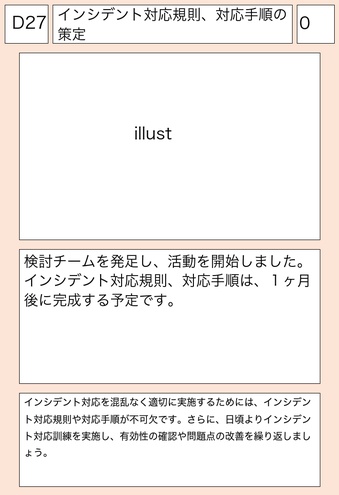 D27
インシデント対応規則、対応手順の
策定
0
illust
検討チームを発足し、活動を開始しました。
インシデント対応規則、対応手順は、１ヶ月
後に完成する予定です。
インシデント対応を混乱なく適切に実施するためには、インシデン
ト対応規則や対応手順が不可欠です。さらに、日頃よりインシデン
ト対応訓練を実施し、有効性の確認や問題点の改善を繰り返しまし
ょう。